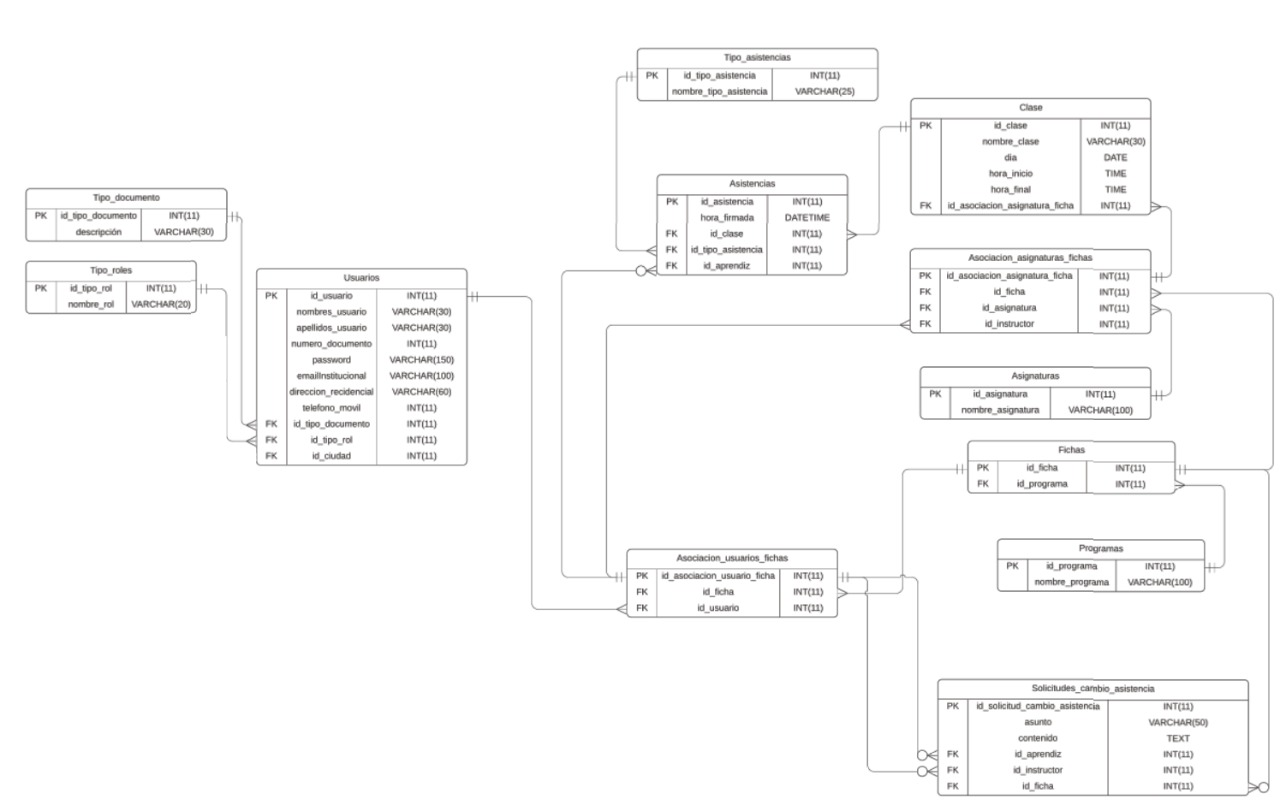 Tipo_asistencias
PK id_tipo_asistencia INT(11)
nombre_tipo_asistencia VARCHAR(25)
Clase
PK id_clase INT(11)
nombre_clase VARCHAR(30)
dia DATE
hora_inicio TIME
hora_final TIME
FK id_asociacion_asignatura_ficha INT(11)
Asistencias
PK id_asistencia INT(11)
hora_firmada DATETIME
FK id_clase INT(11)
FK id_tipo_asistencia INT(11)
FK id_aprendiz INT(11)
Tipo_documento
PK id_tipo_documento INT(11)
descripción VARCHAR(30)
Tipo_roles
PK id_tipo_rol INT(11)
nombre_rol VARCHAR(20)
Usuarios
PK id_usuario INT(11)
nombres_usuario VARCHAR(30)
apellidos_usuario VARCHAR(30)
numero_documento INT(11)
password VARCHAR(150)
emailInstitucional VARCHAR(100)
direccion_residencial VARCHAR(60)
telefono_movil INT(11)
FK id_tipo_documento INT(11)
FK id_tipo_rol INT(11)
FK id_ciudad INT(11)
Asociacion_asignaturas_fichas
PK id_asociacion_asignatura_ficha INT(11)
FK id_ficha INT(11)
FK id_asignatura INT(11)
FK id_instructor INT(11)
Asignaturas
PK id_asignatura INT(11)
nombre_asignatura VARCHAR(100)
Fichas
PK id_ficha INT(11)
FK id_programa INT(11)
Programas
PK id_programa INT(11)
nombre_programa VARCHAR(100)
Asociacion_usuarios_fichas
PK id_asociacion_usuario_ficha INT(11)
FK id_ficha INT(11)
FK id_usuario INT(11)
Solicitudes_cambio_asistencia
PK id_solicitud_cambio_asistencia INT(11)
asunto VARCHAR(50)
contenido TEXT
FK id_aprendiz INT(11)
FK id_instructor INT(11)
FK id_ficha INT(11)